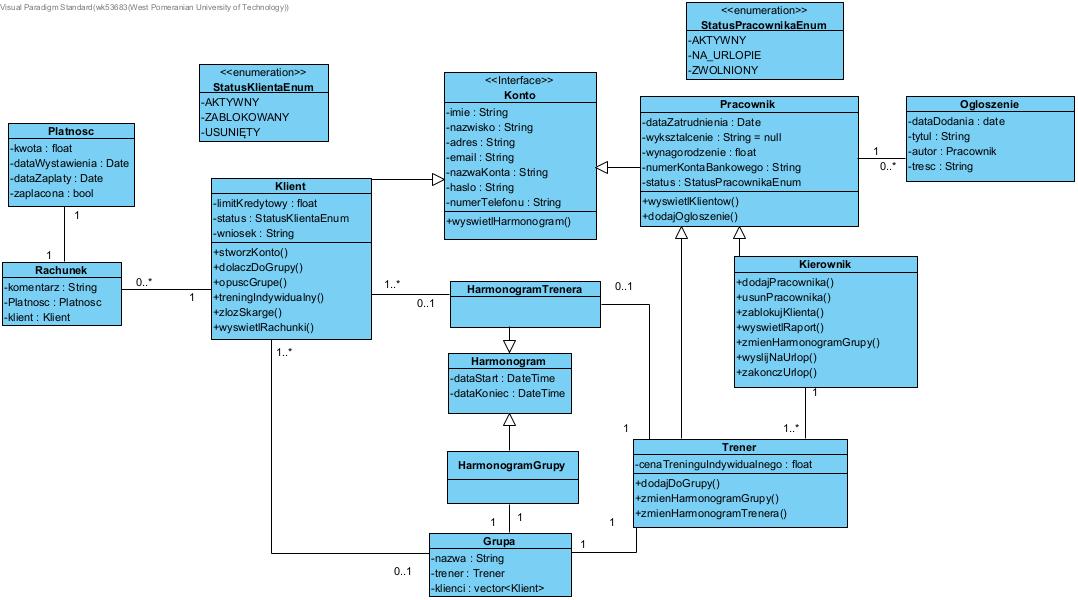 Visual Paradigm Standard(wk53683(West Pomeranian University of Technology))
<<enumeration>>
StatusPracownikaEnum
-AKTYWNY
-NA_URLOPIE
-ZWOLNIONY
<<enumeration>>
StatusKlientaEnum
-AKTYWNY
-ZABLOKOWANY
-USUNIĘTY
<<Interface>>
Konto
-imie : String
-nazwisko : String
-adres : String
-email : String
-nazwaKonta : String
-haslo : String
-numerTelefonu : String
+wyswietlHarmonogram()
Pracownik
-dataZatrudnienia : Date
-wyksztalcenie : String = null
-wynagorodzenie : float
-numerKontaBankowego : String
-status : StatusPracownikaEnum
+wyswietlKlientow()
+dodajOgloszenie()
1
0..*
Ogloszenie
-dataDodania : date
-tytul : String
-autor : Pracownik
-tresc : String
Platnosc
-kwota : float
-dataWystawienia : Date
-dataZaplaty : Date
-zaplacona : bool
1
1
Rachunek
-komentarz : String
-Platnosc : Platnosc
-klient : Klient
0..*
1
Klient
-limitKredytowy : float
-status : StatusKlientaEnum
-wniosek : String
+stworzKonto()
+dolaczDoGrupy()
+opuscGrupe()
+treningIndywidualny()
+zlozSkarge()
+wyswietlRachunki()
1..*
0..1
1..*
HarmonogramTrenera
0..1
Harmonogram
-dataStart : DateTime
-dataKoniec : DateTime
HarmonogramGrupy
1
1
Kierownik
+dodajPracownika()
+usunPracownika()
+zablokujKlienta()
+wyswietlRaport()
+zmienHarmonogramGrupy()
+wyslijNaUrlop()
+zakonczUrlop()
1
1..*
1
Trener
-cenaTreninguIndywidualnego : float
+dodajDoGrupy()
+zmienHarmonogramGrupy()
+zmienHarmonogramTrenera()
1
1
0..1
Grupa
-nazwa : String
-trener : Trener
-klienci : vector<Klient>